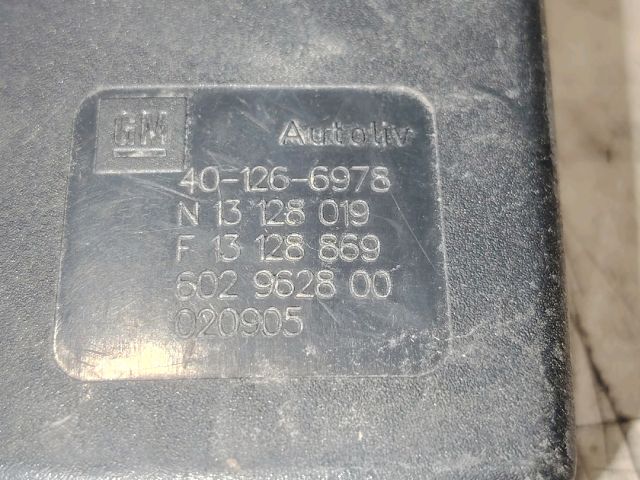 GM Autoliv
40-126-6978
N 13 128 019
F 13 128 869
602 9628 00
020905